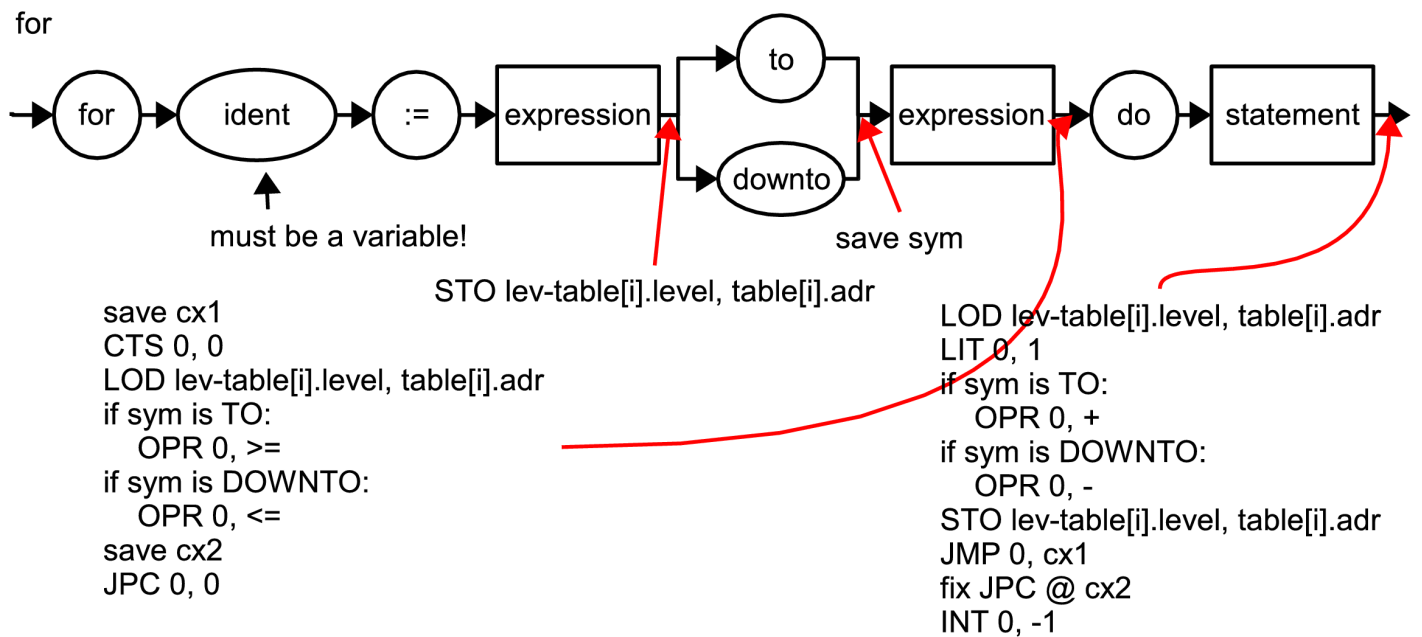 for
to
for ident := expression expression do statement
downto
must be a variable!
save sym
STO lev-table[i].level, table[i].adr
save cx1
CTS 0, 0
LOD lev-table[i].level, table[i].adr
if sym is TO:
OPR 0, >=
if sym is DOWNTO:
OPR 0, <=
save cx2
JPC 0, 0
LOD lev-table[i].level, table[i].adr
LIT 0, 1
if sym is TO:
OPR 0, +
if sym is DOWNTO:
OPR 0, -
STO lev-table[i].level, table[i].adr
JMP 0, cx1
fix JPC @ cx2
INT 0, -1